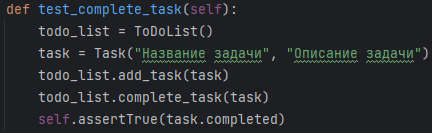 def test_complete_task(self):
    todo_list = ToDoList()
    task = Task("Название задачи", "Описание задачи")
    todo_list.add_task(task)
    todo_list.complete_task(task)
    self.assertTrue(task.completed)